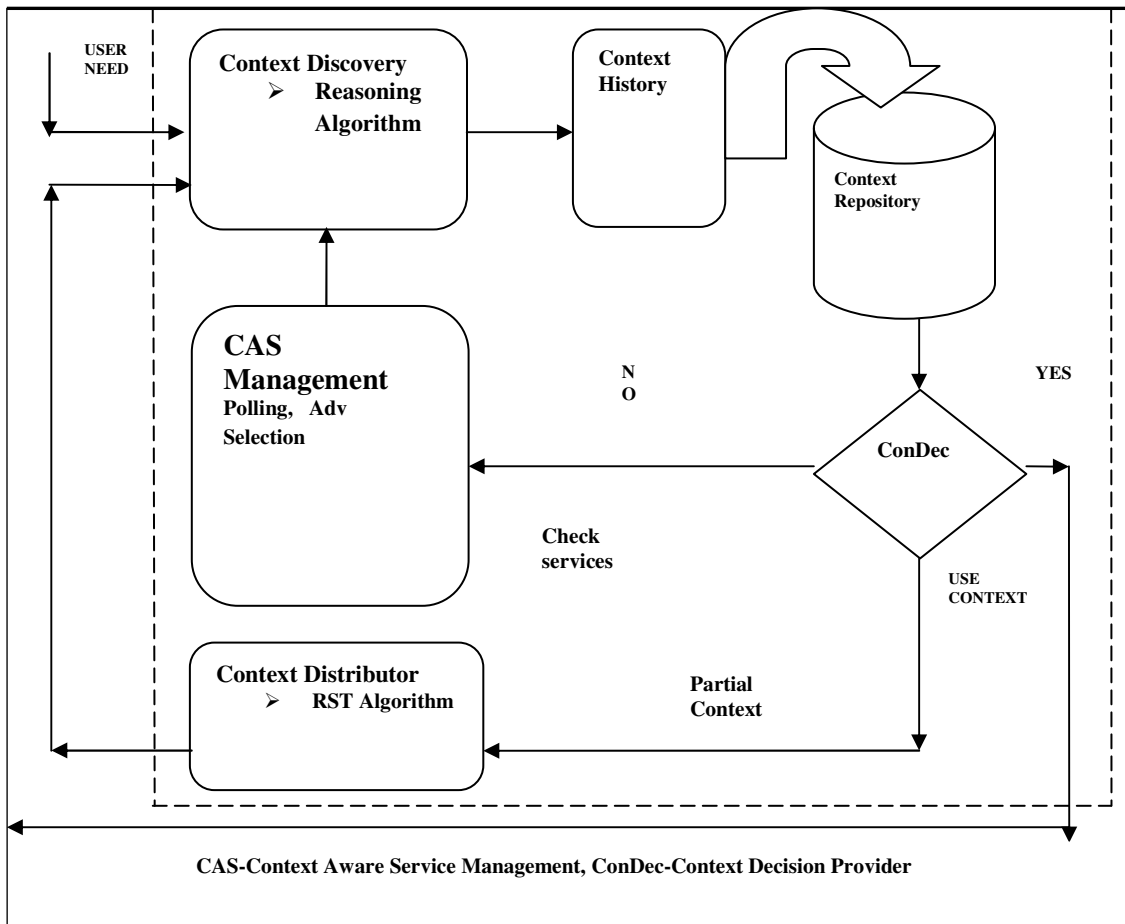 USER
NEED
Context Discovery
➢ Reasoning
Algorithm
Context
History
Context
Repository
CAS
Management
Polling, Adv
Selection
N
O
YES
ConDec
Check
services
USE
CONTEXT
Context Distributor
➢ RST Algorithm
Partial
Context
CAS-Context Aware Service Management, ConDec-Context Decision Provider